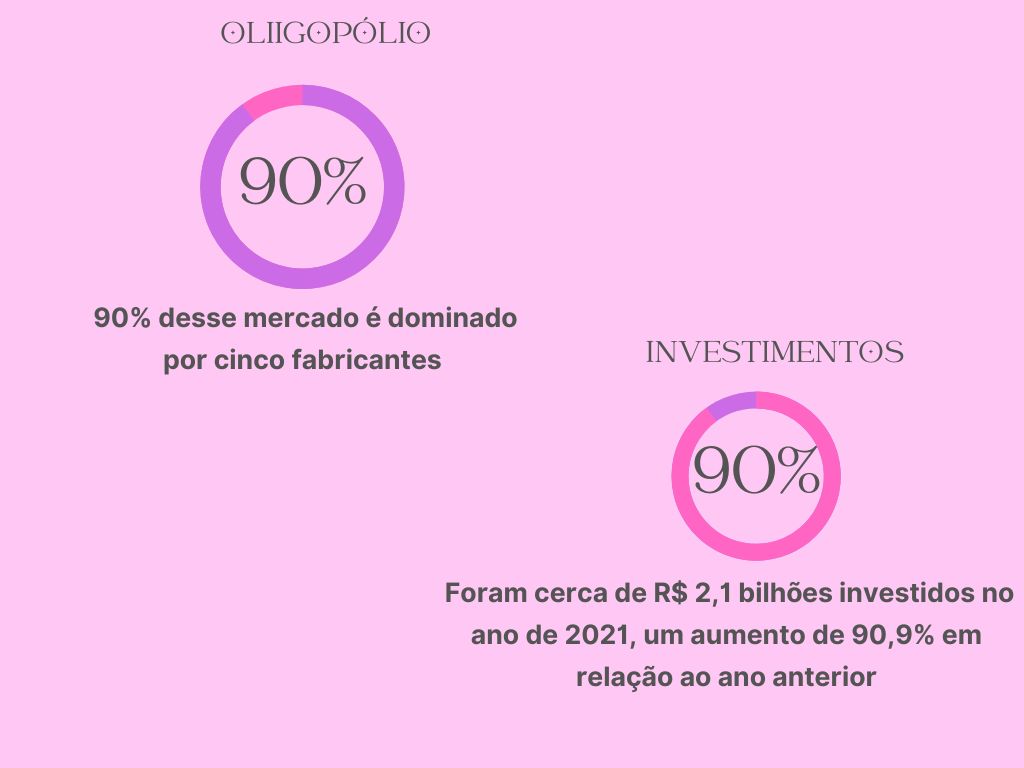 OLIIGOPÓLIO
90%
90% desse mercado é dominado
por cinco fabricantes
INVESTIMENTOS
90%
Foram cerca de R$ 2,1 bilhões investidos no
ano de 2021, um aumento de 90,9% em
relação ao ano anterior